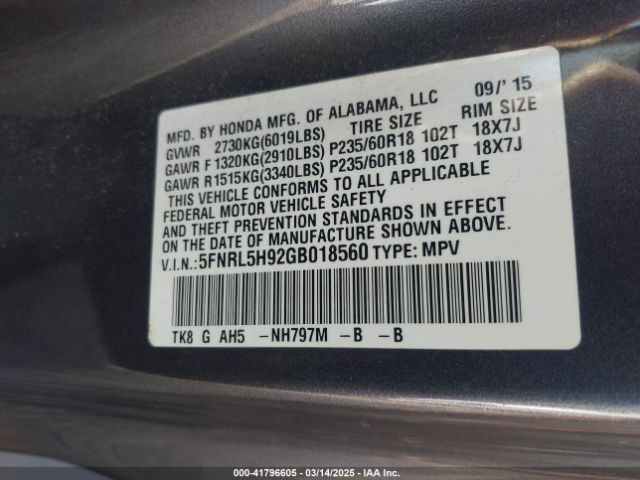 MFD. BY HONDA MFG. OF ALABAMA, LLC 09/' 15
GVWR 2730KG(6019LBS) TIRE SIZE RIM SIZE
GAWR F 1320KG(2910LBS) P235/60R18 102T 18X7J
GAWR R1515KG(3340LBS) P235/60R18 102T 18X7J
THIS VEHICLE CONFORMS TO ALL APPLICABLE
FEDERAL MOTOR VEHICLE SAFETY
AND THEFT PREVENTION STANDARDS IN EFFECT
ON THE DATE OF MANUFACTURE SHOWN ABOVE.
V.I.N.:5FNRL5H92GB018560 TYPE: MPV
TK8 G AH5 -NH797M -B -B
000-41796605 - 03/14/2025 - IAA Inc.